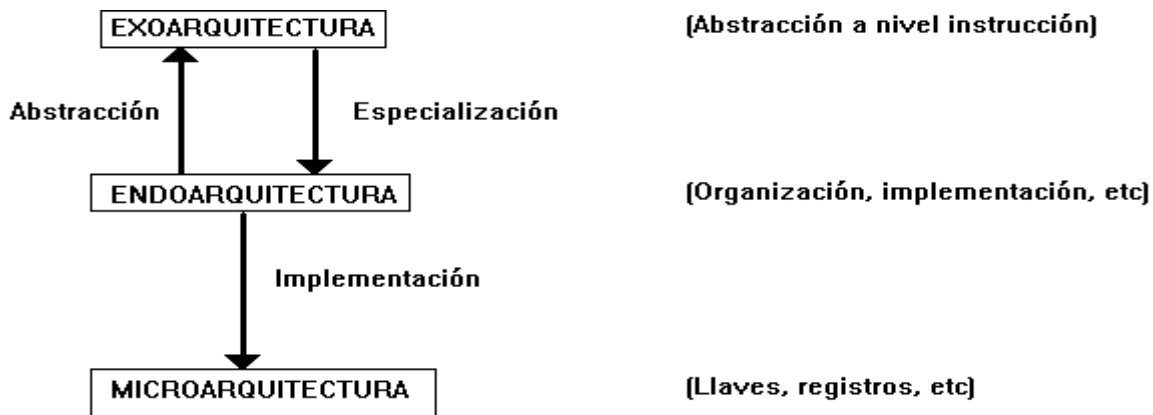 EXOARQUITECTURA (Abstracción a nivel instrucción)
Abstracción Especialización
ENDOARQUITECTURA (Organización, implementación, etc)
Implementación
MICROARQUITECTURA (Llaves, registros, etc)